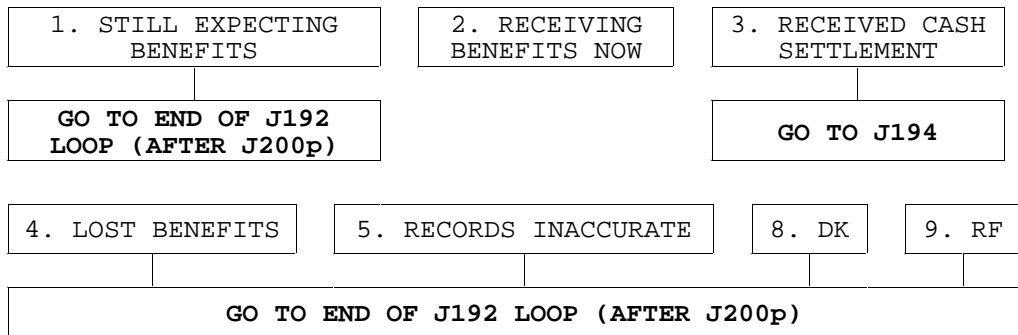 1. STILL EXPECTING
BENEFITS
2. RECEIVING
BENEFITS NOW
3. RECEIVED CASH
SETTLEMENT
GO TO END OF J192
LOOP (AFTER J200p)
GO TO J194
4. LOST BENEFITS
5. RECORDS INACCURATE
8. DK
9. RF
GO TO END OF J192 LOOP (AFTER J200p)